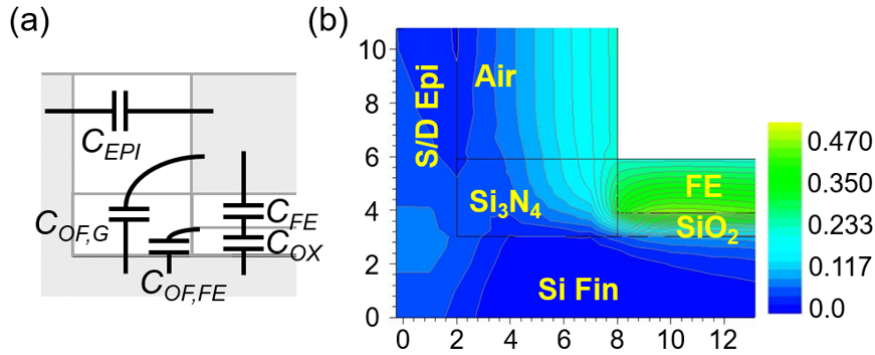 (a)
C_EPI
C_OF,G
C_FE
C_OX
C_OF,FE
(b)
10
8
6
4
2
0
S/D Epi
Air
Si₃N₄
FE
SiO₂
Si Fin
0 2 4 6 8 10 12
0.470
0.350
0.233
0.117
0.0